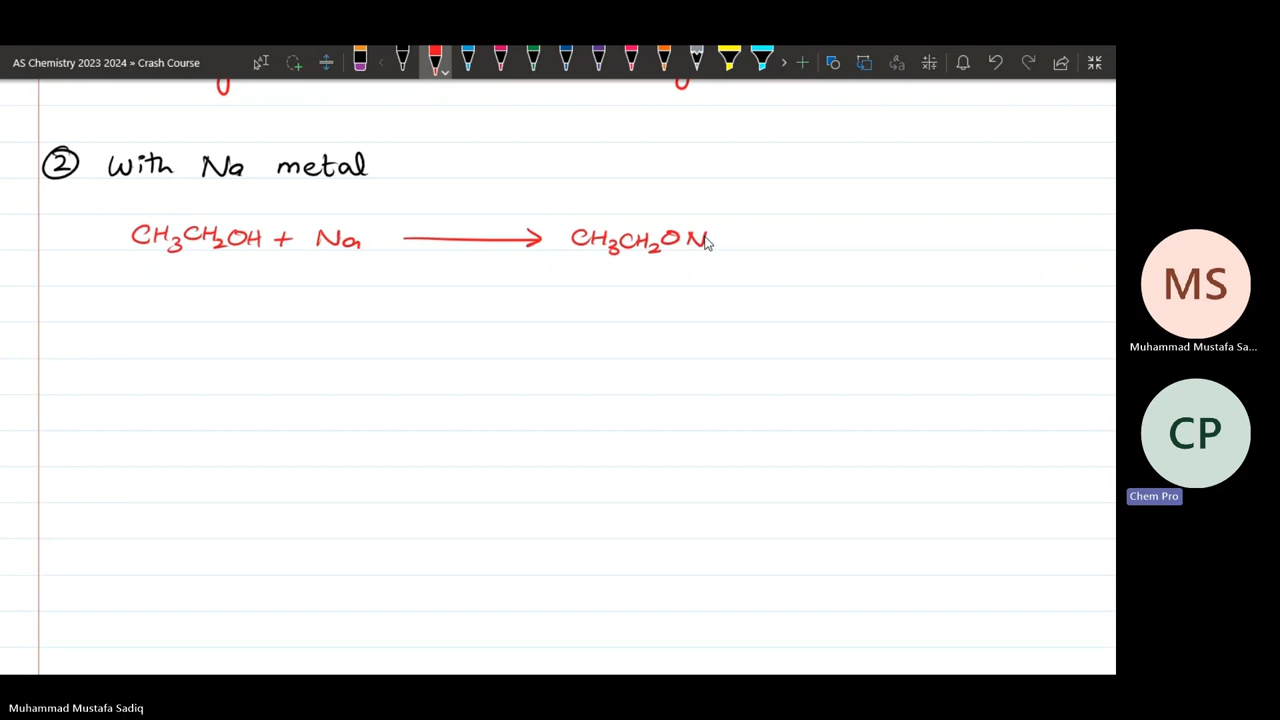 AS Chemistry 2023 2024 » Crash Course
② With Na metal
CH₃CH₂OH + Na ⟶ CH₃CH₂O N
MS
Muhammad Mustafa Sa...
CP
Chem Pro
Muhammad Mustafa Sadiq